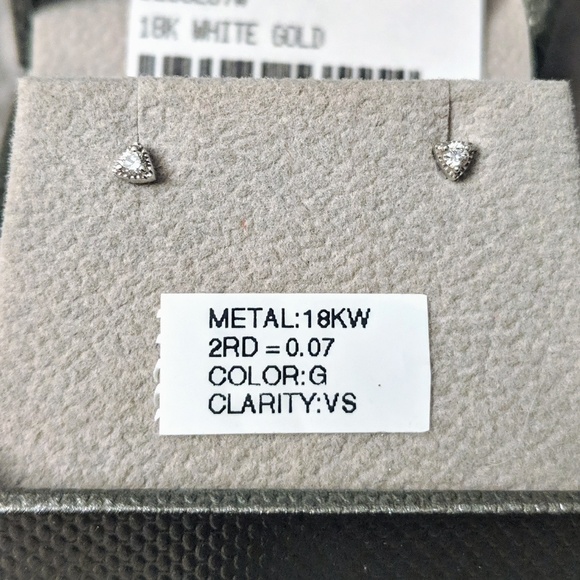 18K WHITE GOLD
METAL:18KW
2RD = 0.07
COLOR:G
CLARITY:VS